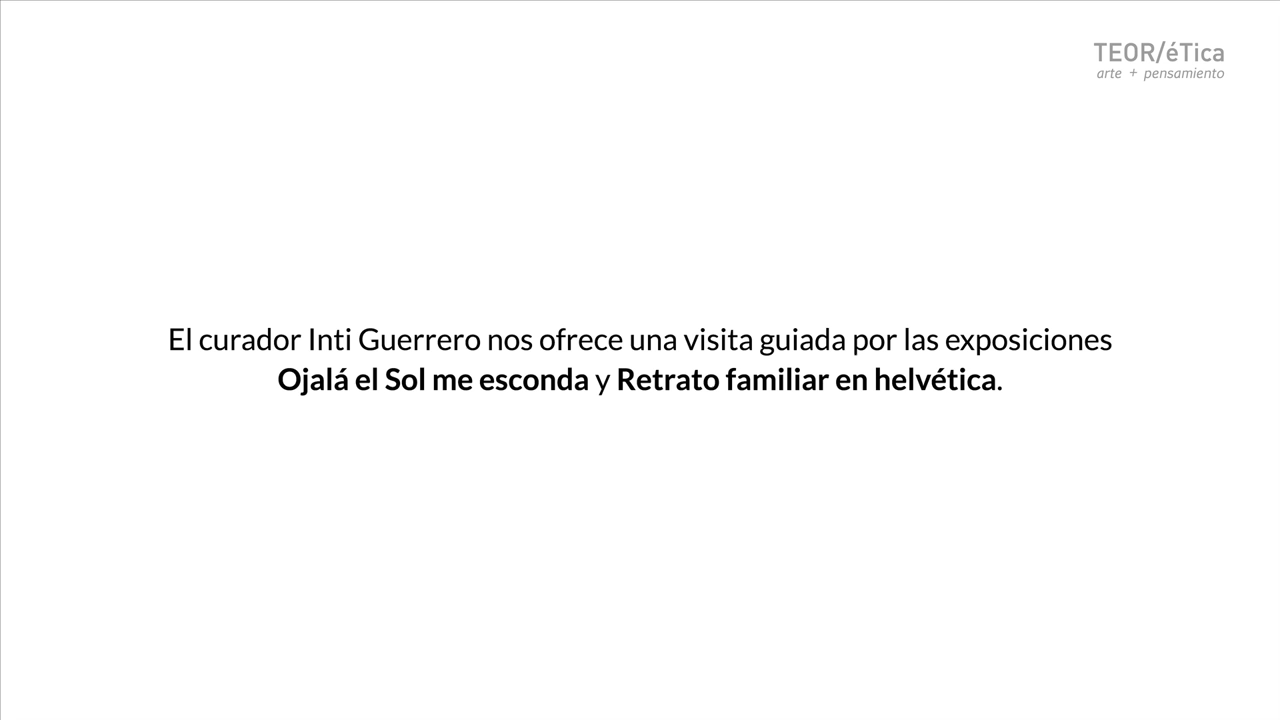 TEOR/éTica
arte + pensamiento
El curador Inti Guerrero nos ofrece una visita guiada por las exposiciones
Ojalá el Sol me esconda y Retrato familiar en helvética.